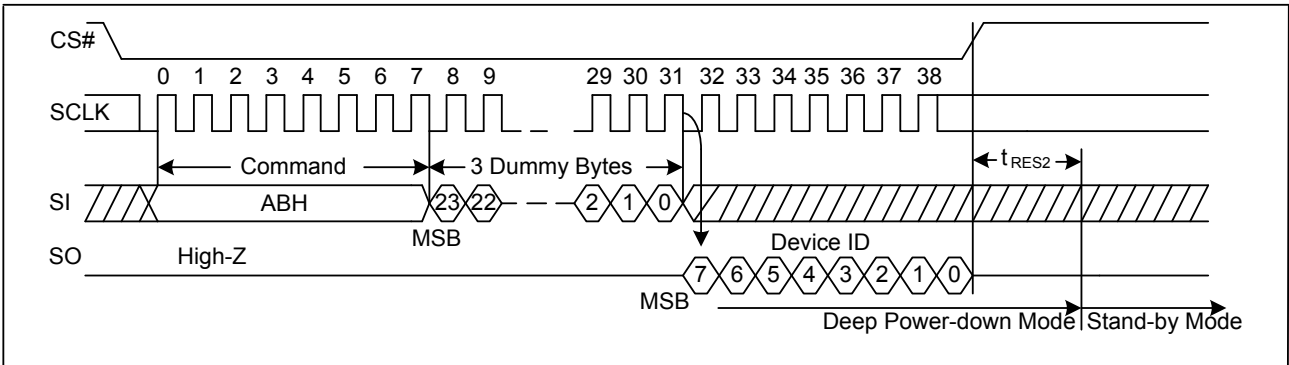 CS#
0 1 2 3 4 5 6 7 8 9 29 30 31 32 33 34 35 36 37 38
SCLK
Command 3 Dummy Bytes tRES2
SI ABH 23 22 2 1 0
MSB
SO High-Z Device ID
7 6 5 4 3 2 1 0
MSB
Deep Power-down Mode Stand-by Mode